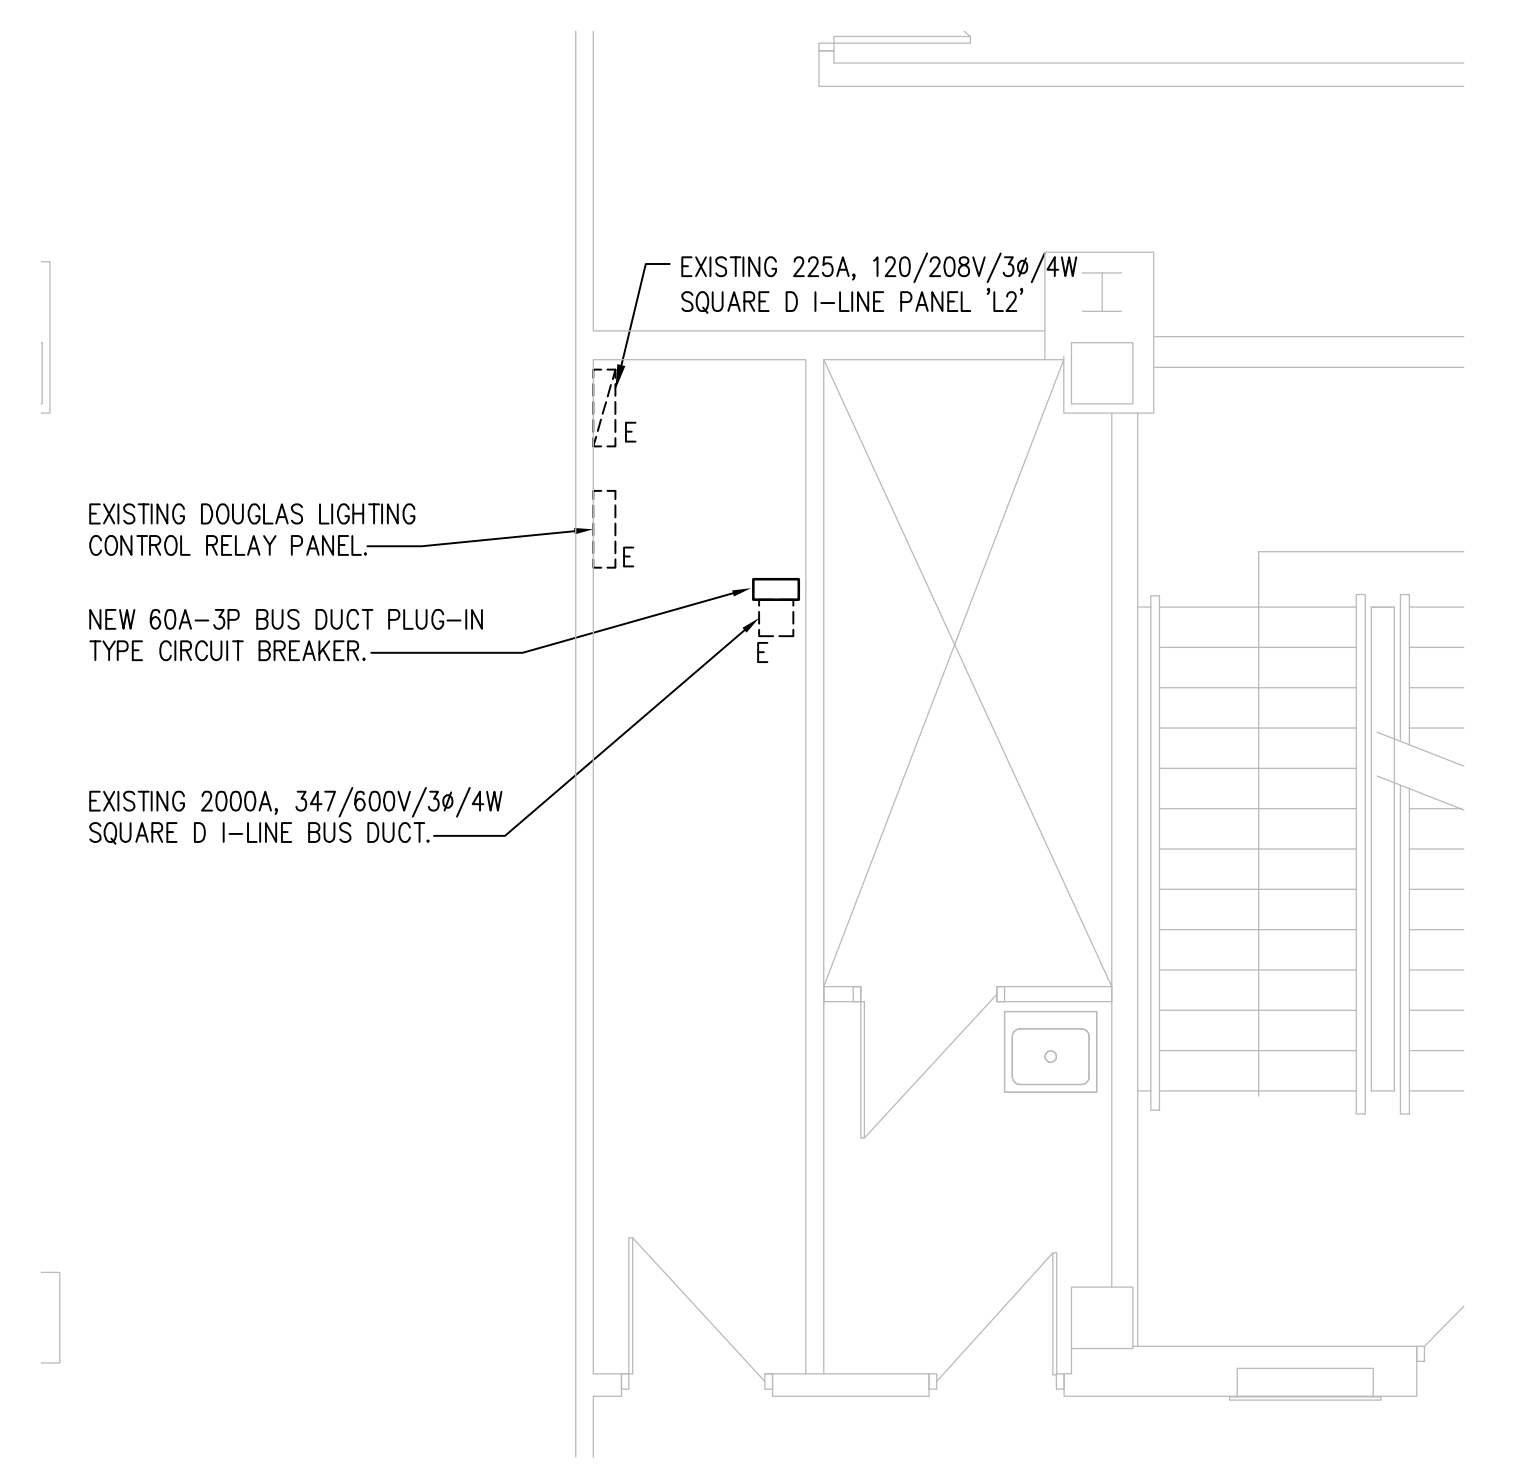 EXISTING 225A, 120/208V/3ø/4W
SQUARE D I-LINE PANEL 'L2'
E
EXISTING DOUGLAS LIGHTING
CONTROL RELAY PANEL.
E
NEW 60A-3P BUS DUCT PLUG-IN
TYPE CIRCUIT BREAKER.
E
EXISTING 2000A, 347/600V/3ø/4W
SQUARE D I-LINE BUS DUCT.